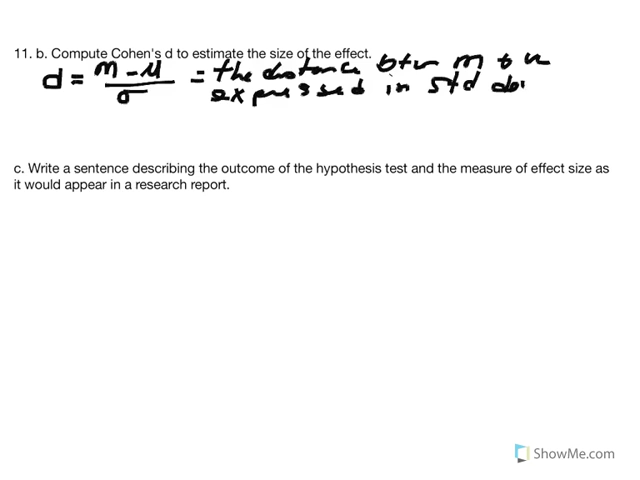 11. b. Compute Cohen's d to estimate the size of the effect.
d = M - μ / σ = the distance btw M & μ
expressed in std dev
c. Write a sentence describing the outcome of the hypothesis test and the measure of effect size as
it would appear in a research report.
ShowMe.com